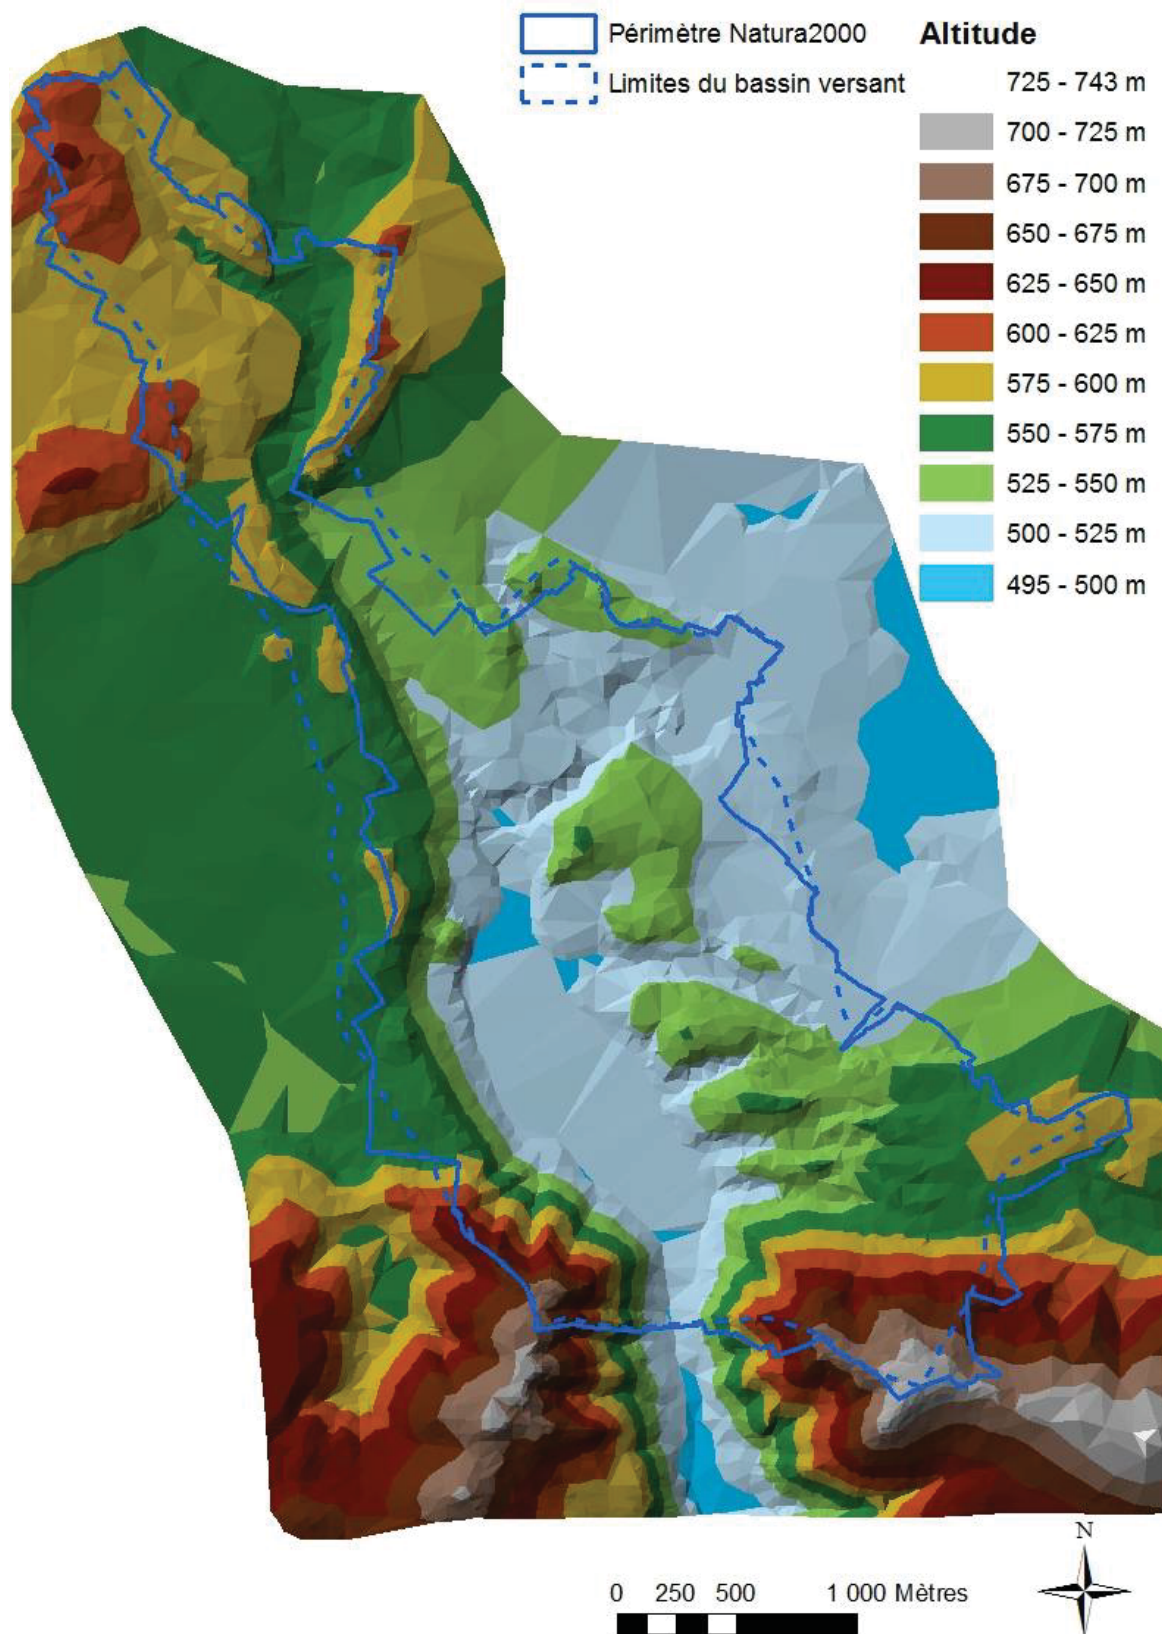 Périmètre Natura2000
Limites du bassin versant
Altitude
725 - 743 m
700 - 725 m
675 - 700 m
650 - 675 m
625 - 650 m
600 - 625 m
575 - 600 m
550 - 575 m
525 - 550 m
500 - 525 m
495 - 500 m
N
0 250 500 1 000 Mètres